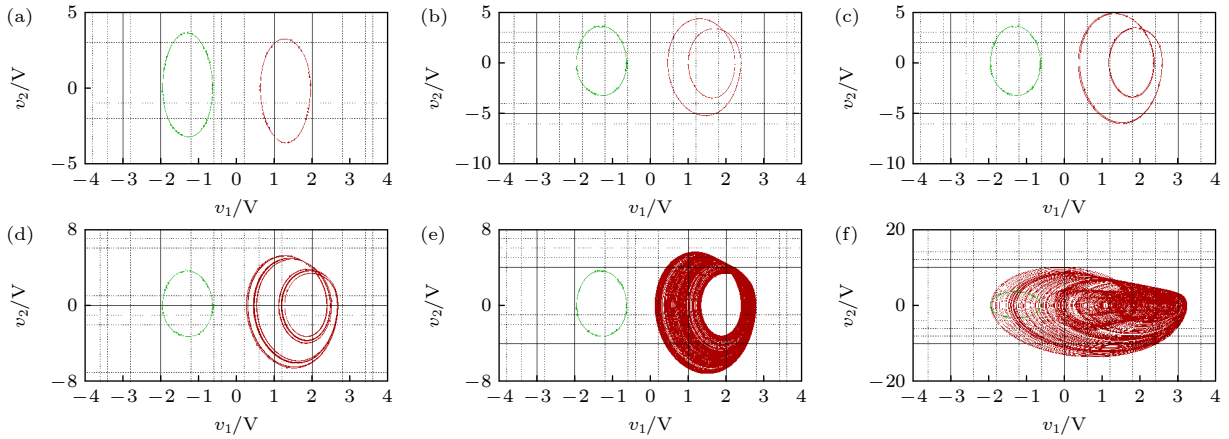 (a) (b) (c)
5 5 5
v2/V 0 v2/V 0 v2/V 0
−5 −5
−5 −10 −10
−4 −3 −2 −1 0 1 2 3 4 −4 −3 −2 −1 0 1 2 3 4 −4 −3 −2 −1 0 1 2 3 4
v1/V v1/V v1/V
(d) (e) (f)
8 8 20
10
v2/V 0 4 v2/V 0 v2/V 0
−4 −10
−8 −8 −20
−4 −3 −2 −1 0 1 2 3 4 −4 −3 −2 −1 0 1 2 3 4 −4 −3 −2 −1 0 1 2 3 4
v1/V v1/V v1/V